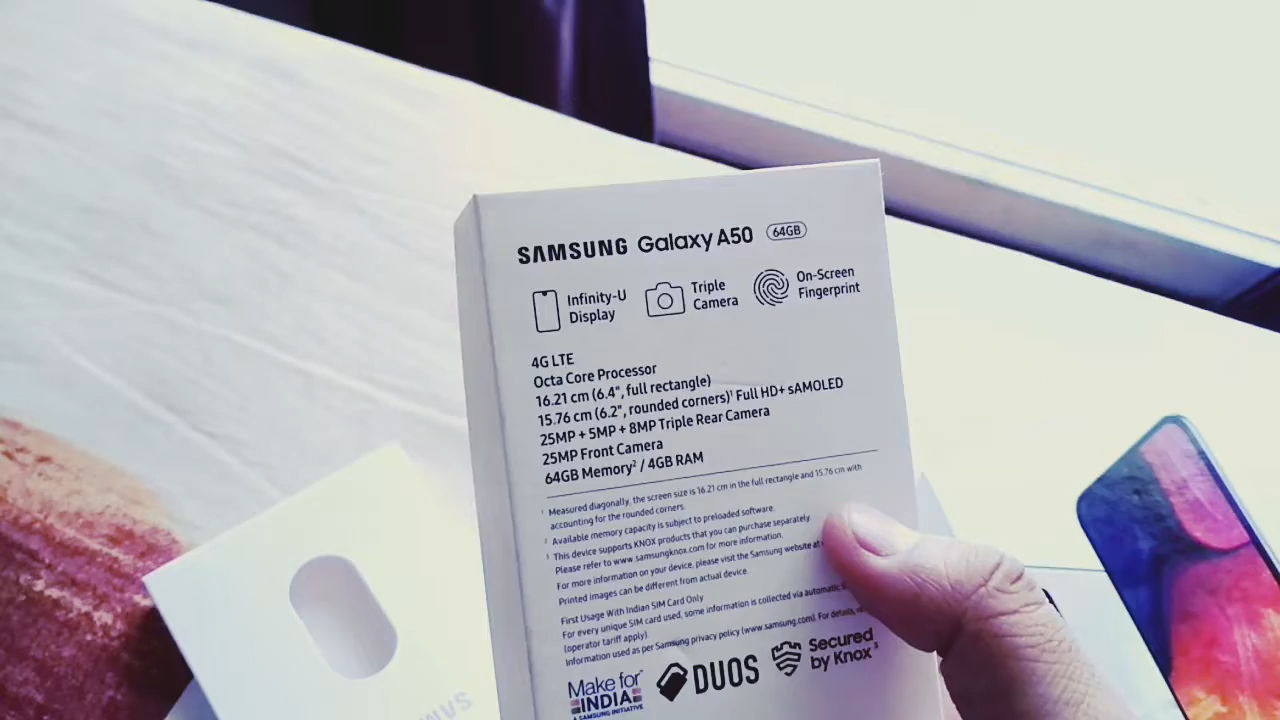 SAMSUNG Galaxy A50 64GB
Infinity-U
Display
Triple
Camera
On-Screen
Fingerprint
4G LTE
Octa Core Processor
16.21 cm (6.4", full rectangle)
15.76 cm (6.2", rounded corners)¹ Full HD+ sAMOLED
25MP + 5MP + 8MP Triple Rear Camera
25MP Front Camera
64GB Memory² / 4GB RAM
¹ Measured diagonally, the screen size is 16.21 cm in the full rectangle and 15.76 cm with
accounting for the rounded corners.
² Available memory capacity is subject to preloaded software.
³ This device supports KNOX products that you can purchase separately.
Please refer to www.samsungknox.com for more information.
For more information on your device, please visit the Samsung website at
Printed images can be different from actual device.
First Usage With Indian SIM Card Only
For every unique SIM card used, some information is collected via automatic
(operator tariff apply).
Information used as per Samsung privacy policy (www.samsung.com). For details,
Make for
INDIA
A SAMSUNG INITIATIVE
DUOS
Secured
by Knox³